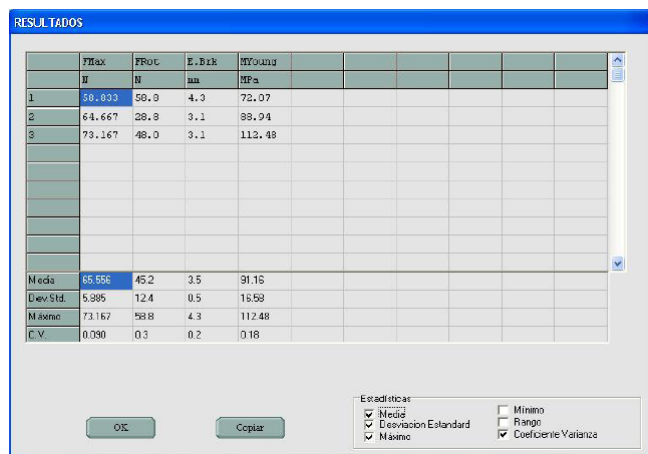 RESULTADOS
FMax FRot E.Brk MYoung
N N mm MPa
1 58.833 58.8 4.3 72.07
2 64.667 28.8 3.1 88.94
3 73.167 48.0 3.1 112.48
Media 65.556 45.2 3.5 91.16
Dev.Std. 5.885 12.4 0.5 16.58
Máximo 73.167 58.8 4.3 112.48
C.V. 0.090 0.3 0.2 0.18
Estadísticas
Media
Desviacion Estandard
Máximo
Mínimo
Rango
Coeficiente Varianza
OK Copiar